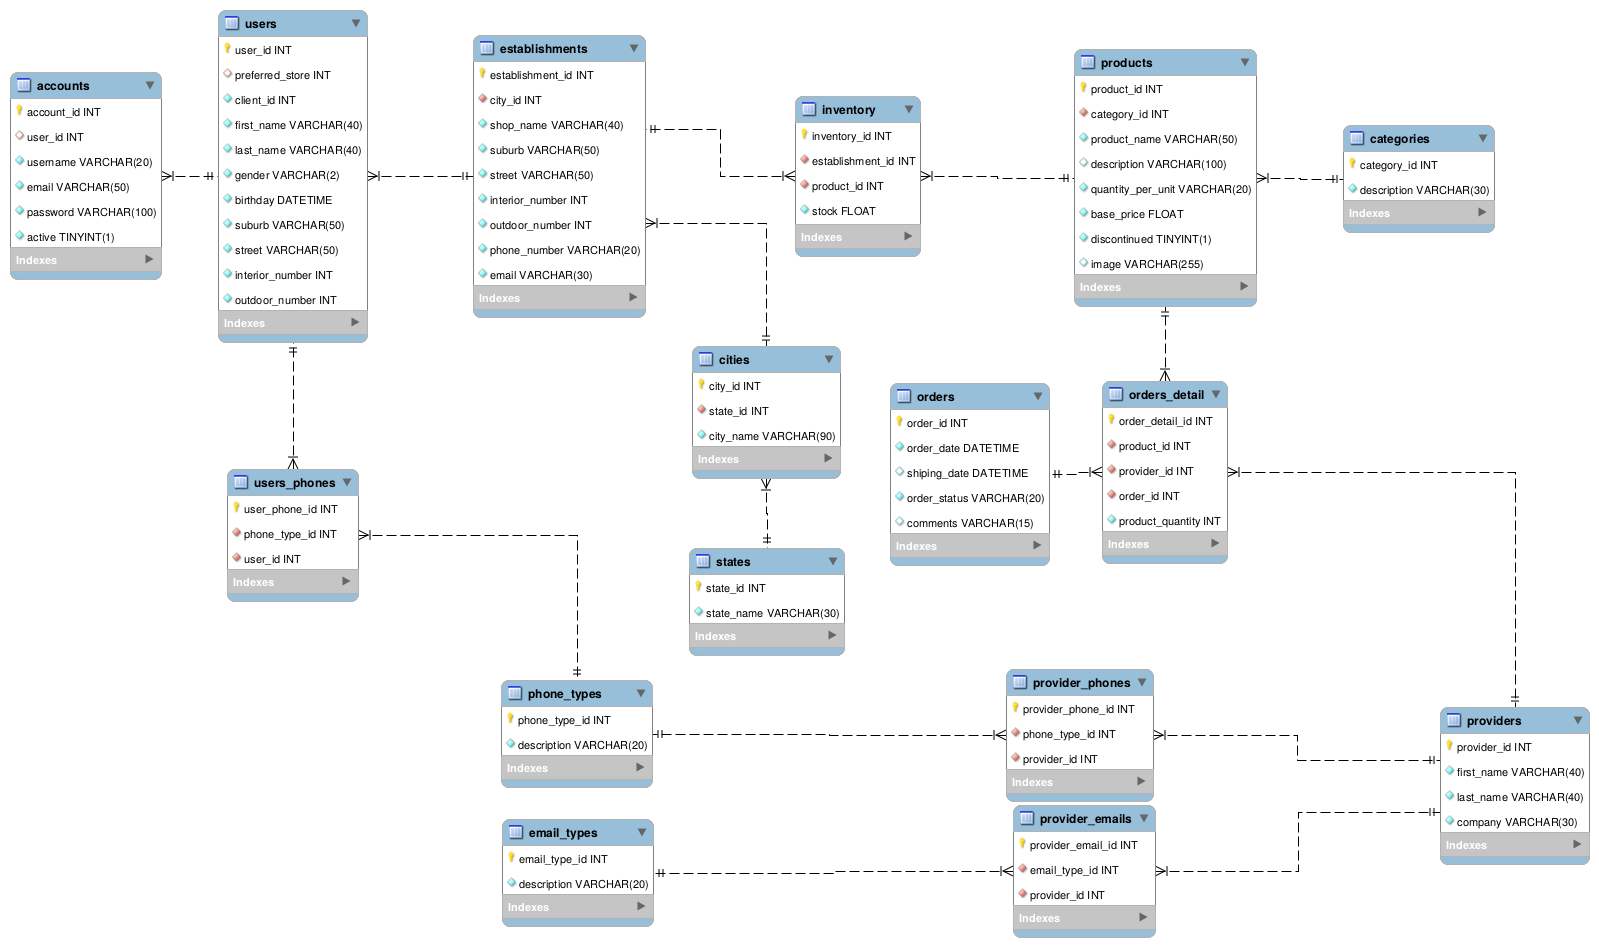 users
user_id INT
preferred_store INT
client_id INT
first_name VARCHAR(40)
last_name VARCHAR(40)
gender VARCHAR(2)
birthday DATETIME
suburb VARCHAR(50)
street VARCHAR(50)
interior_number INT
outdoor_number INT
Indexes
establishments
establishment_id INT
city_id INT
shop_name VARCHAR(40)
suburb VARCHAR(50)
street VARCHAR(50)
interior_number INT
outdoor_number INT
phone_number VARCHAR(20)
email VARCHAR(30)
Indexes
products
product_id INT
category_id INT
product_name VARCHAR(50)
description VARCHAR(100)
quantity_per_unit VARCHAR(20)
base_price FLOAT
discontinued TINYINT(1)
image VARCHAR(255)
Indexes
accounts
account_id INT
user_id INT
username VARCHAR(20)
email VARCHAR(50)
password VARCHAR(100)
active TINYINT(1)
Indexes
inventory
inventory_id INT
establishment_id INT
product_id INT
stock FLOAT
Indexes
categories
category_id INT
description VARCHAR(30)
Indexes
cities
city_id INT
state_id INT
city_name VARCHAR(90)
Indexes
orders
order_id INT
order_date DATETIME
shiping_date DATETIME
order_status VARCHAR(20)
comments VARCHAR(15)
Indexes
orders_detail
order_detail_id INT
product_id INT
provider_id INT
order_id INT
product_quantity INT
Indexes
users_phones
user_phone_id INT
phone_type_id INT
user_id INT
Indexes
states
state_id INT
state_name VARCHAR(30)
Indexes
phone_types
phone_type_id INT
description VARCHAR(20)
Indexes
provider_phones
provider_phone_id INT
phone_type_id INT
provider_id INT
Indexes
providers
provider_id INT
first_name VARCHAR(40)
last_name VARCHAR(40)
company VARCHAR(30)
Indexes
email_types
email_type_id INT
description VARCHAR(20)
Indexes
provider_emails
provider_email_id INT
email_type_id INT
provider_id INT
Indexes